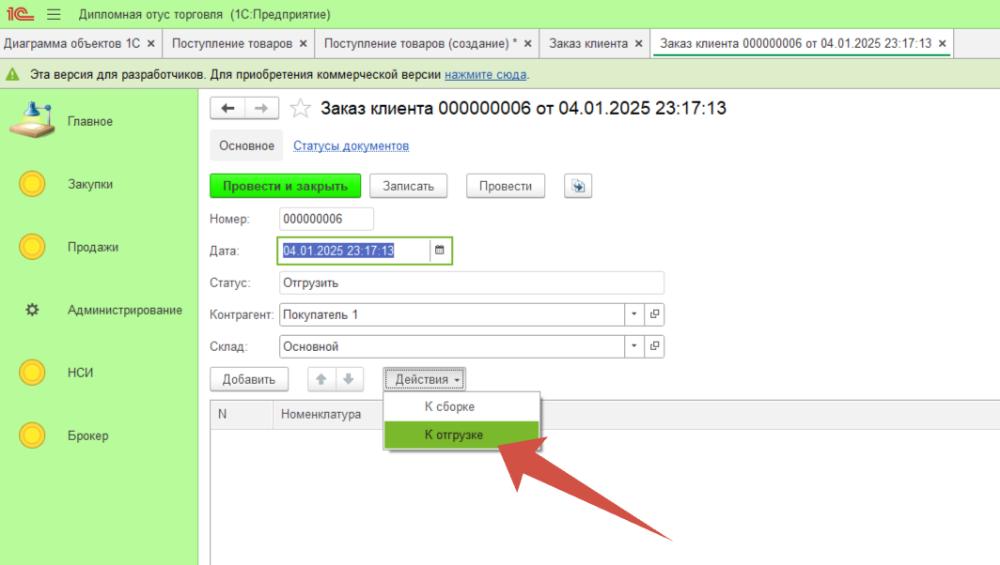 1С Дипломная отус торговля (1С:Предприятие)
Диаграмма объектов 1С × Поступление товаров × Поступление товаров (создание) * × Заказ клиента × Заказ клиента 000000006 от 04.01.2025 23:17:13 ×
Эта версия для разработчиков. Для приобретения коммерческой версии нажмите сюда.
Главное
Закупки
Продажи
Администрирование
НСИ
Брокер
Заказ клиента 000000006 от 04.01.2025 23:17:13
Основное Статусы документов
Провести и закрыть Записать Провести
Номер: 000000006
Дата: 04.01.2025 23:17:13
Статус: Отгрузить
Контрагент: Покупатель 1
Склад: Основной
Добавить Действия
К сборке
К отгрузке
N Номенклатура